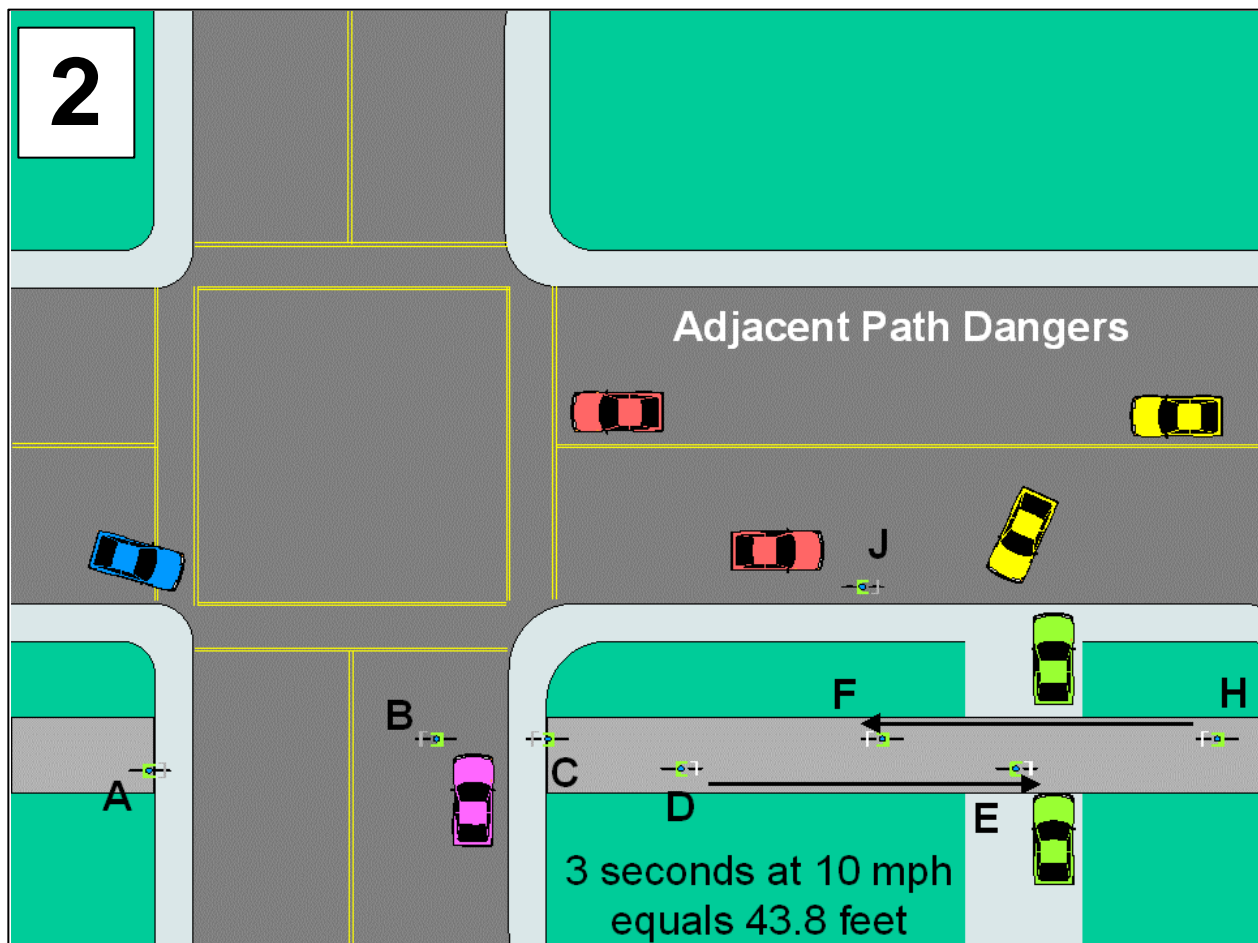 2
Adjacent Path Dangers
J
B
F
H
C
A
D
E
3 seconds at 10 mph
equals 43.8 feet